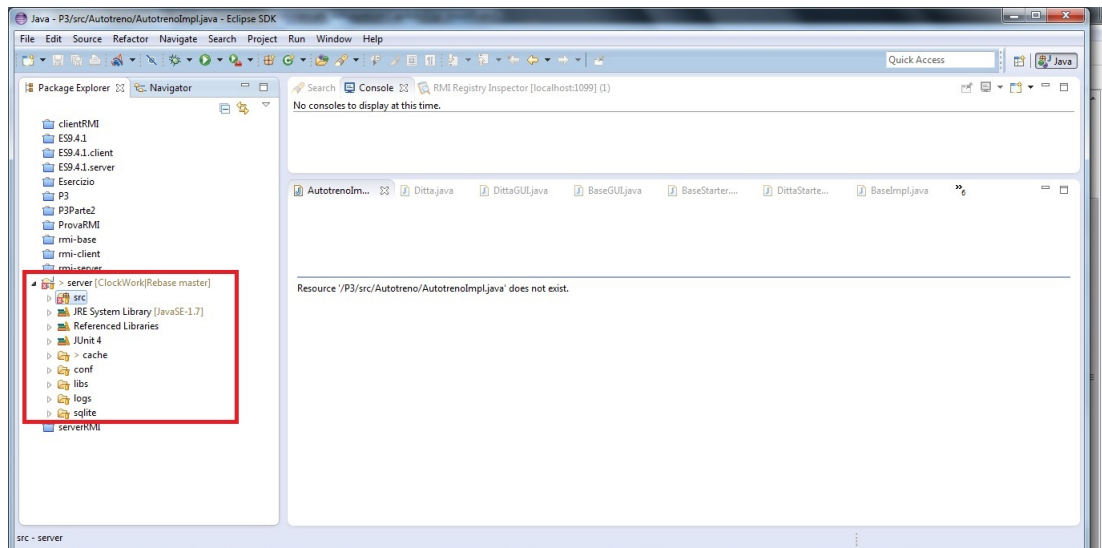 Java - P3/src/Autotreno/AutotrenoImpl.java - Eclipse SDK
File Edit Source Refactor Navigate Search Project Run Window Help
Quick Access
Java
Package Explorer
Navigator
clientRMI
ES9.4.1
ES9.4.1.client
ES9.4.1.server
Esercizio
P3
P3Parte2
ProvaRMI
rmi-base
rmi-client
rmi-server
> server [ClockWork|Rebase master]
src
JRE System Library [JavaSE-1.7]
Referenced Libraries
JUnit 4
> cache
conf
libs
logs
sqlite
serverRMI
Search
Console
RMI Registry Inspector [localhost:1099] (1)
No consoles to display at this time.
AutotrenoIm...
Ditta.java
DittaGUI.java
BaseGUI.java
BaseStarter....
DittaStarte...
BaseImpl.java
»6
Resource '/P3/src/Autotreno/AutotrenoImpl.java' does not exist.
src - server